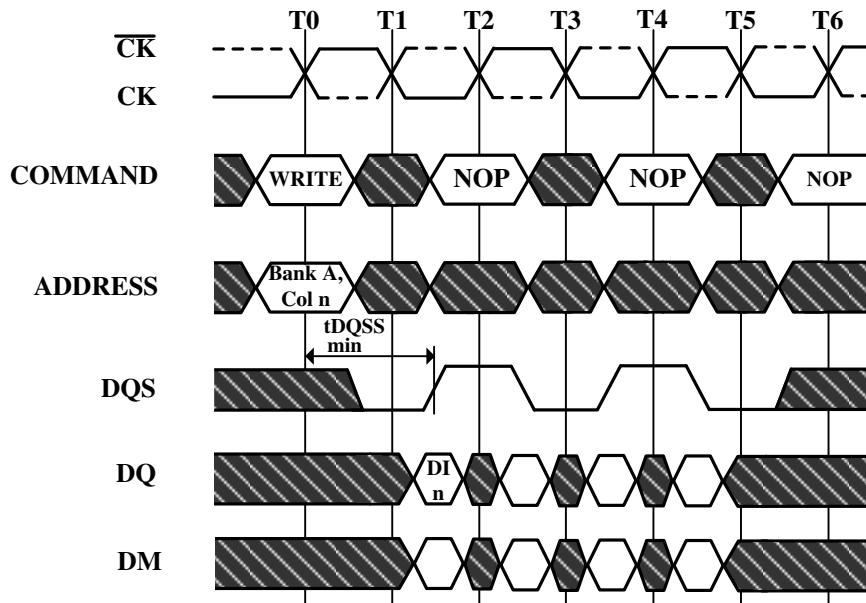 T0 T1 T2 T3 T4 T5 T6
CK
CK
COMMAND
WRITE NOP NOP NOP
ADDRESS
Bank A,
Col n
tDQSS
min
DQS
DQ
DI
n
DM